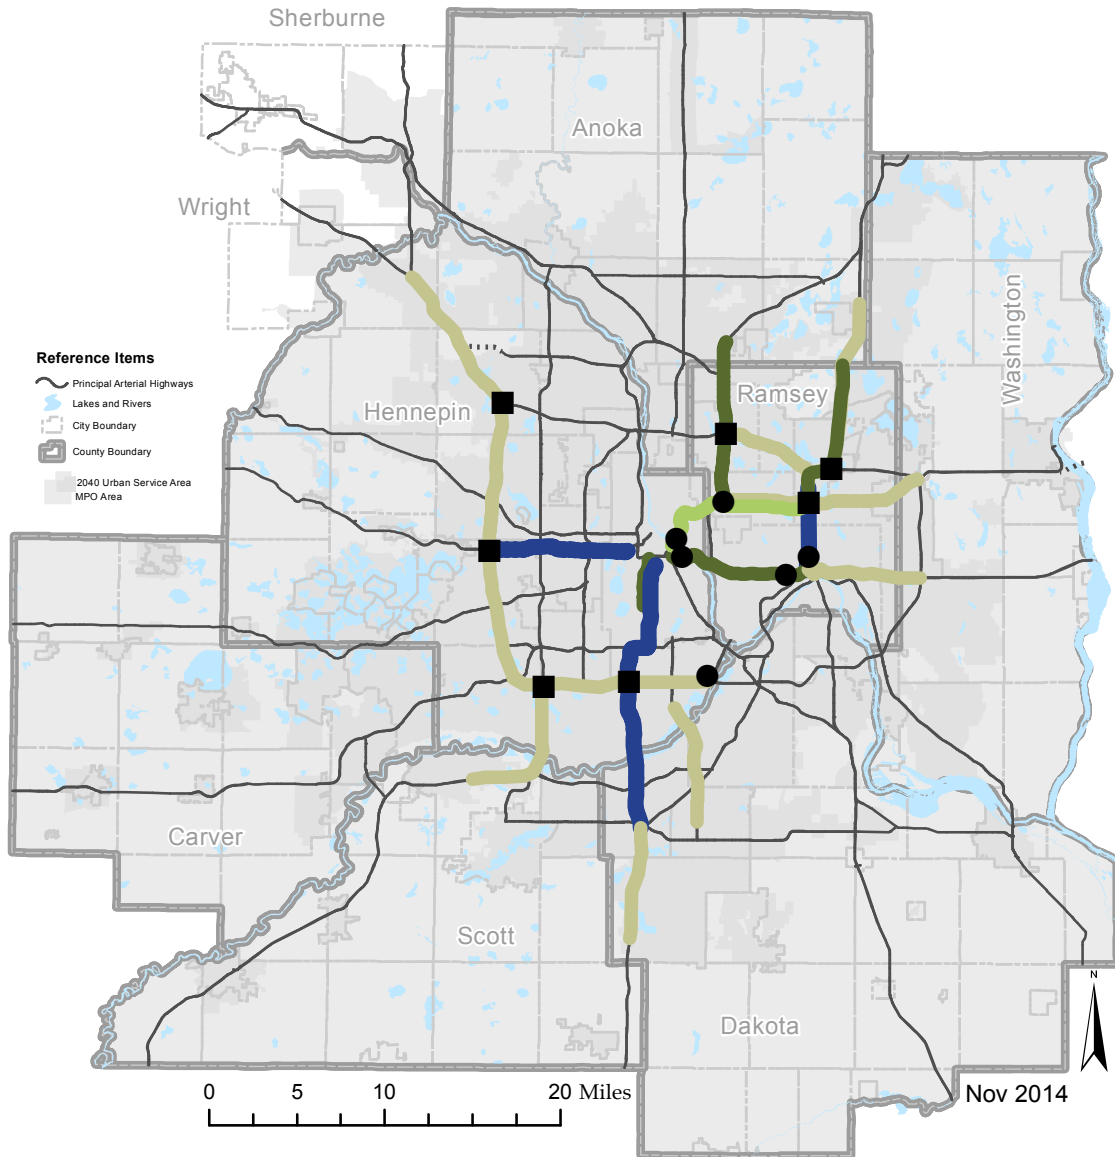 Sherburne
Anoka
Wright
Washington
Reference Items
Principal Arterial Highways
Lakes and Rivers
City Boundary
County Boundary
2040 Urban Service Area
MPO Area
Hennepin
Ramsey
Carver
Scott
Dakota
N
Nov 2014
0 5 10 20 Miles